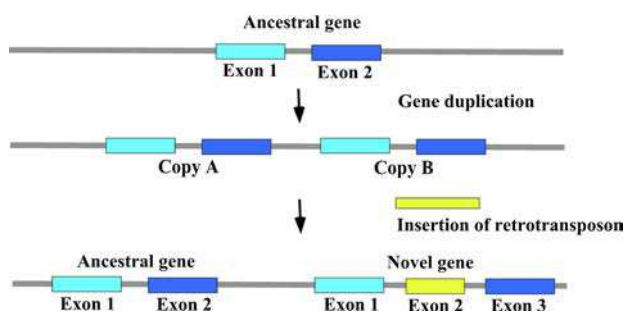 Ancestral gene
Exon 1 Exon 2
Gene duplication
Copy A Copy B
Insertion of retrotransposon
Ancestral gene Novel gene
Exon 1 Exon 2 Exon 1 Exon 2 Exon 3